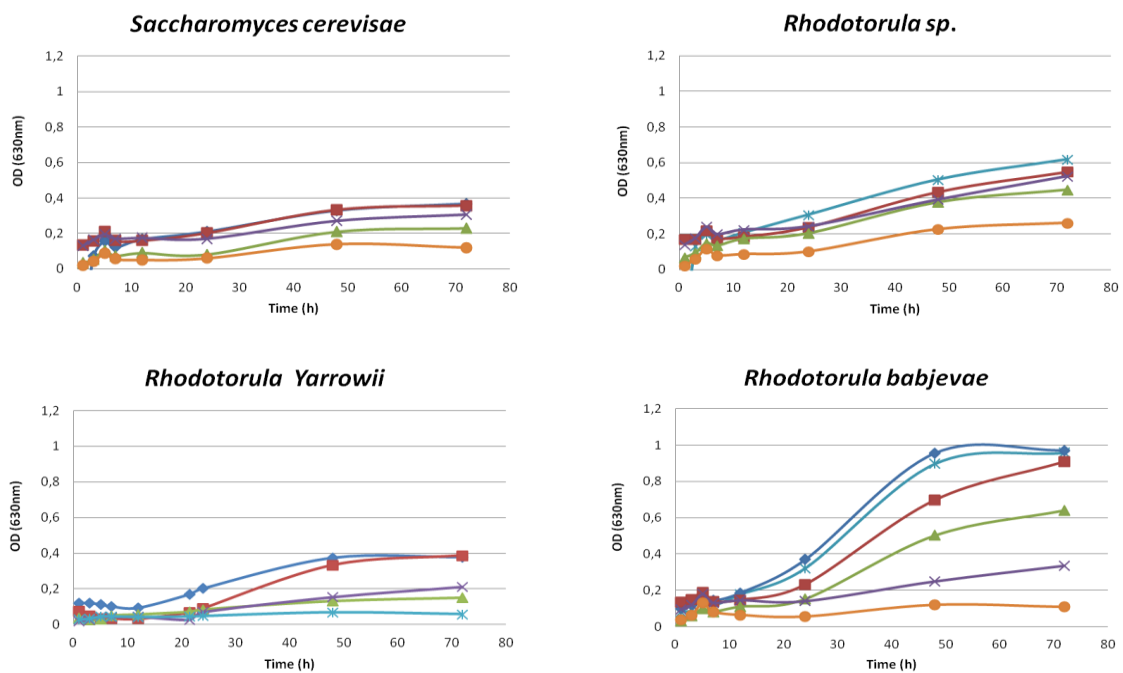 Saccharomyces cerevisae
1,2
1
0,8
0,6
0,4
0,2
0
OD (630nm)
0 10 20 30 40 50 60 70 80
Time (h)
Rhodotorula sp.
1,2
1
0,8
0,6
0,4
0,2
0
OD (630nm)
0 10 20 30 40 50 60 70 80
Time (h)
Rhodotorula Yarrowii
1,2
1
0,8
0,6
0,4
0,2
0
OD (630nm)
0 10 20 30 40 50 60 70 80
Time (h)
Rhodotorula babjevae
1,2
1
0,8
0,6
0,4
0,2
0
OD (630nm)
0 10 20 30 40 50 60 70 80
Time (h)